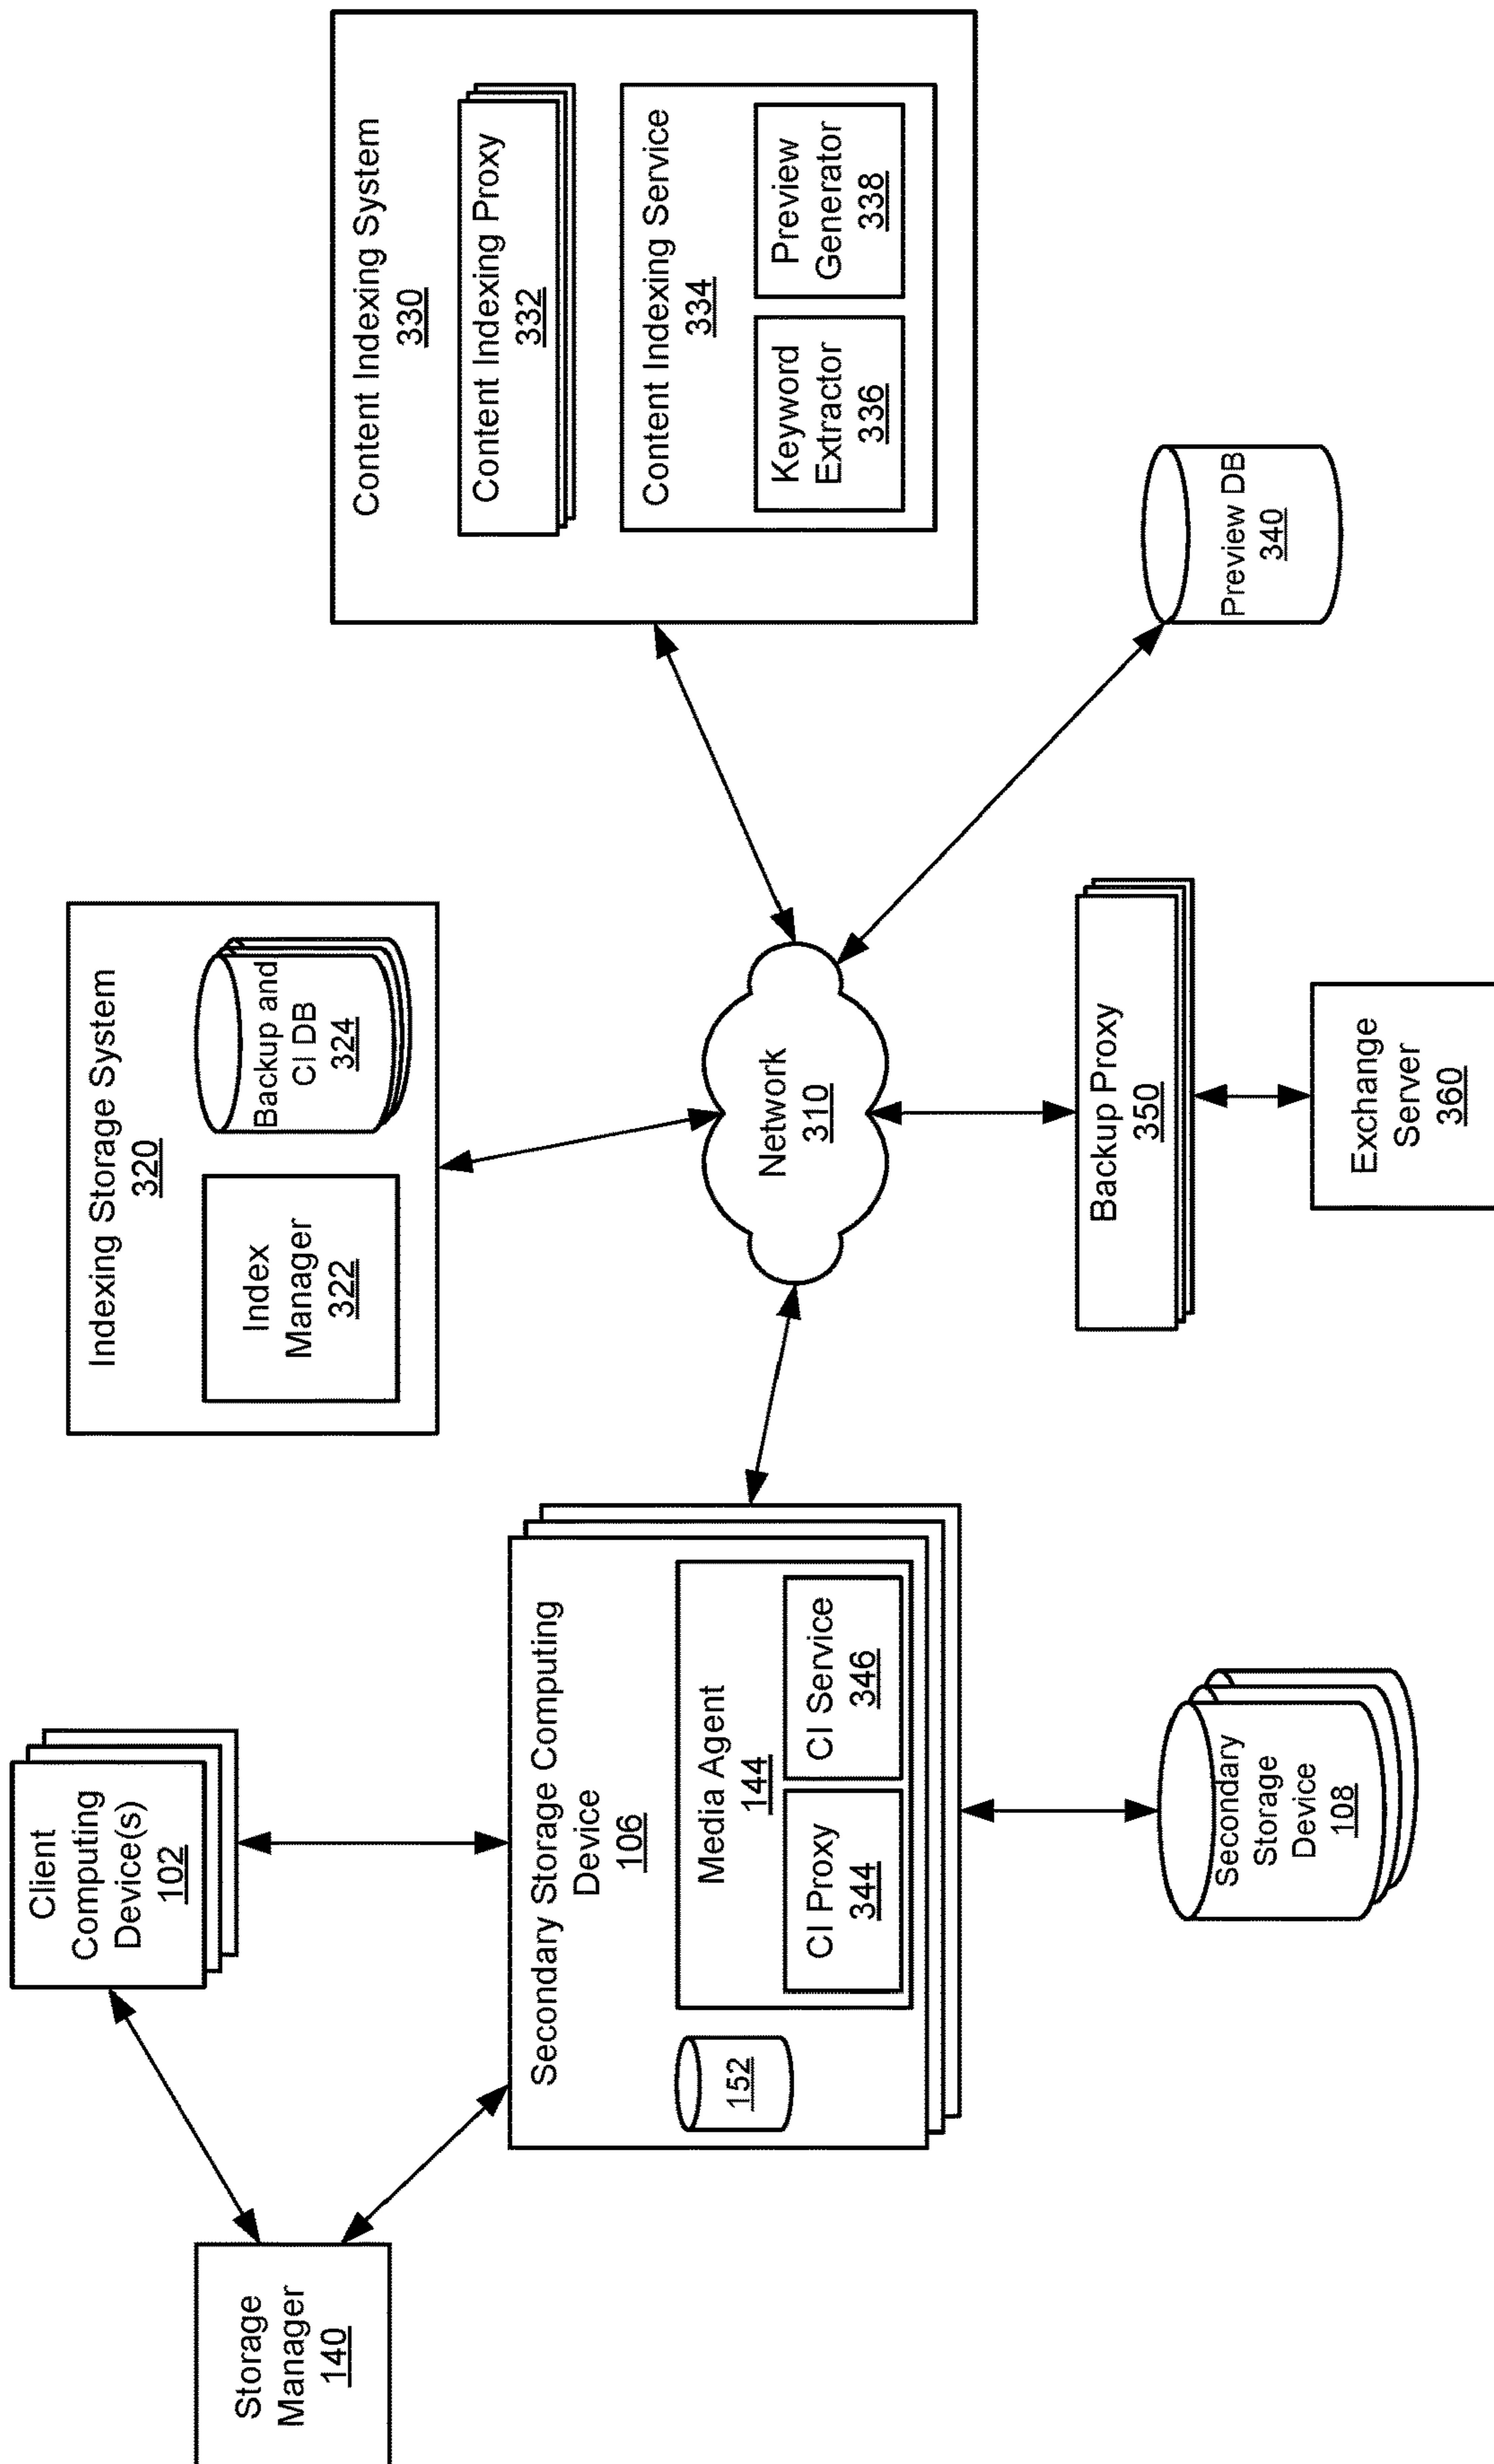 Storage
Manager
140
Client
Computing
Device(s)
102
Secondary Storage Computing
Device
106
152
Media Agent
144
CI Proxy
344
CI Service
346
Secondary
Storage
Device
108
Indexing Storage System
320
Index
Manager
322
Backup and
CI DB
324
Network
310
Backup Proxy
350
Exchange
Server
360
Content Indexing System
330
Content Indexing Proxy
332
Content Indexing Service
334
Keyword
Extractor
336
Preview
Generator
338
Preview DB
340